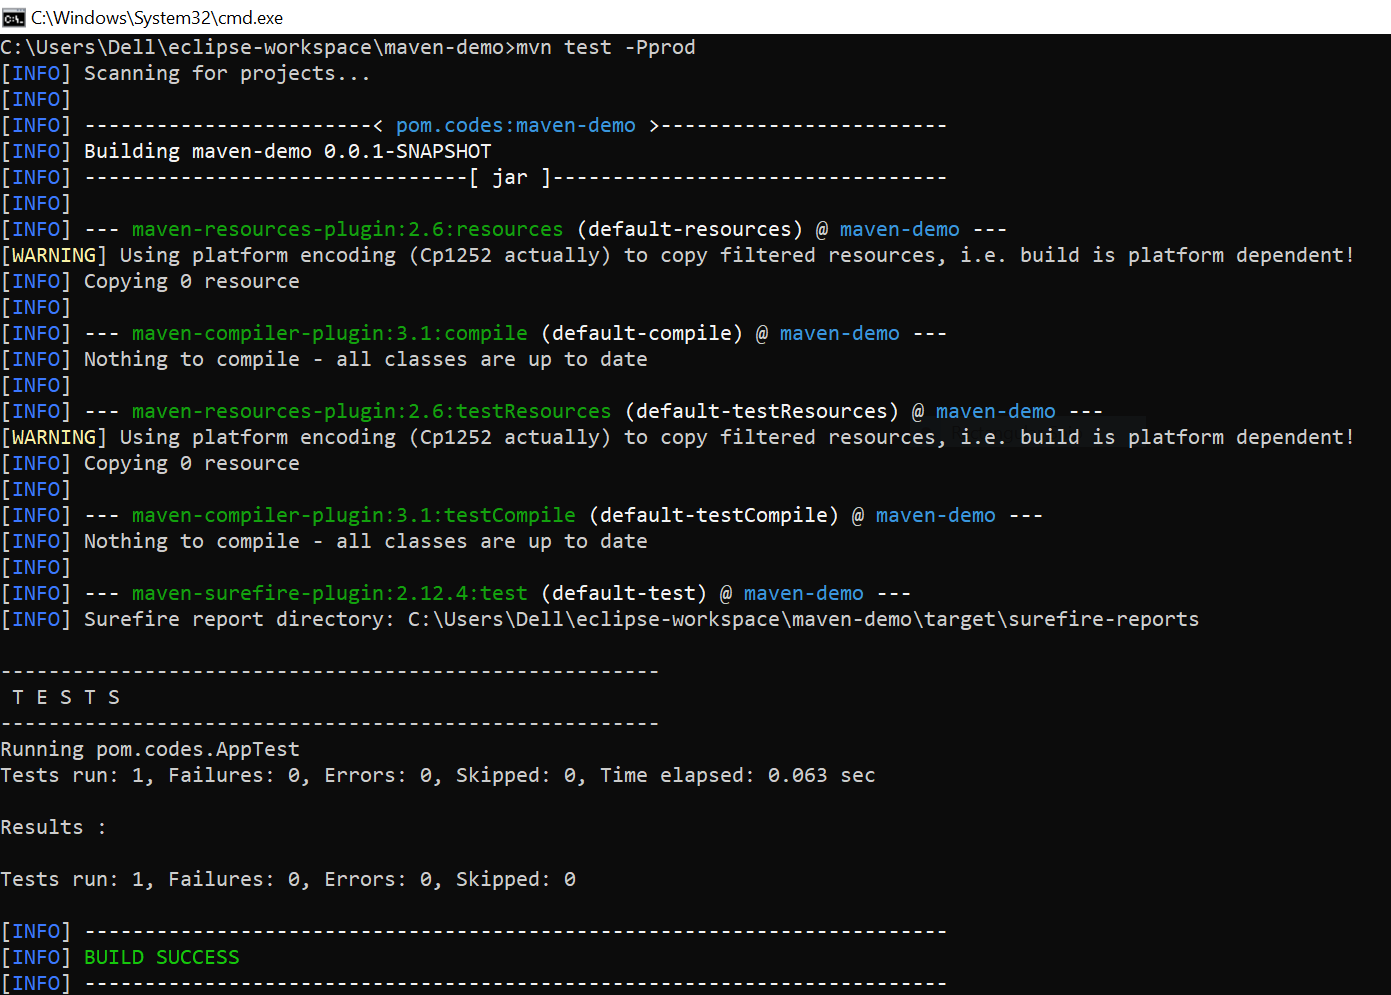 C:\Windows\System32\cmd.exe
C:\Users\Dell\eclipse-workspace\maven-demo>mvn test -Pprod
[INFO] Scanning for projects...
[INFO]
[INFO] ------------------------< pom.codes:maven-demo >------------------------
[INFO] Building maven-demo 0.0.1-SNAPSHOT
[INFO] --------------------------------[ jar ]---------------------------------
[INFO]
[INFO] --- maven-resources-plugin:2.6:resources (default-resources) @ maven-demo ---
[WARNING] Using platform encoding (Cp1252 actually) to copy filtered resources, i.e. build is platform dependent!
[INFO] Copying 0 resource
[INFO]
[INFO] --- maven-compiler-plugin:3.1:compile (default-compile) @ maven-demo ---
[INFO] Nothing to compile - all classes are up to date
[INFO]
[INFO] --- maven-resources-plugin:2.6:testResources (default-testResources) @ maven-demo ---
[WARNING] Using platform encoding (Cp1252 actually) to copy filtered resources, i.e. build is platform dependent!
[INFO] Copying 0 resource
[INFO]
[INFO] --- maven-compiler-plugin:3.1:testCompile (default-testCompile) @ maven-demo ---
[INFO] Nothing to compile - all classes are up to date
[INFO]
[INFO] --- maven-surefire-plugin:2.12.4:test (default-test) @ maven-demo ---
[INFO] Surefire report directory: C:\Users\Dell\eclipse-workspace\maven-demo\target\surefire-reports
-------------------------------------------------------
T E S T S
-------------------------------------------------------
Running pom.codes.AppTest
Tests run: 1, Failures: 0, Errors: 0, Skipped: 0, Time elapsed: 0.063 sec
Results :
Tests run: 1, Failures: 0, Errors: 0, Skipped: 0
[INFO] ------------------------------------------------------------------------
[INFO] BUILD SUCCESS
[INFO] ------------------------------------------------------------------------